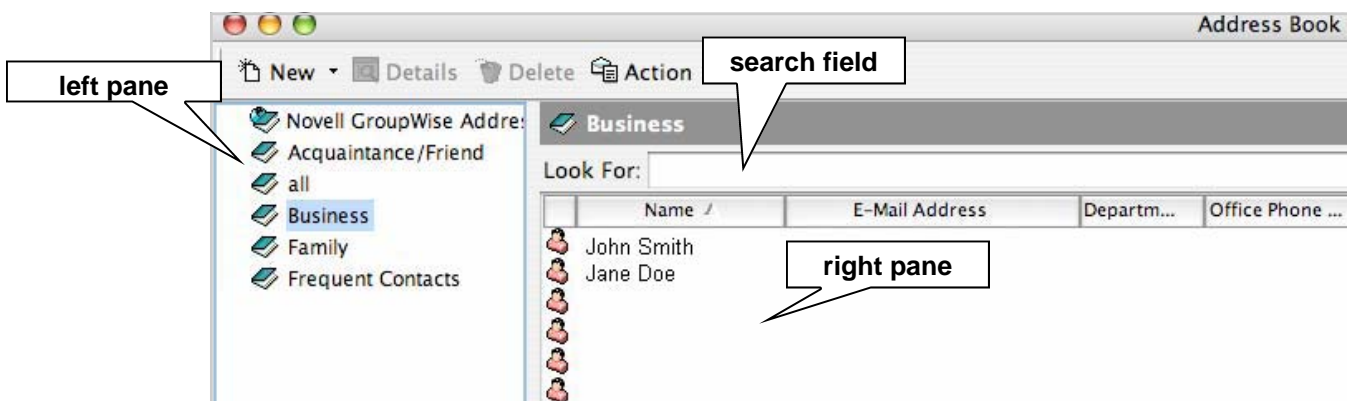 Address Book
New Details Delete Action
search field
left pane
Novell GroupWise Addre
Acquaintance/Friend
all
Business
Family
Frequent Contacts
Business
Look For:
Name E-Mail Address Departm... Office Phone ...
John Smith
Jane Doe
right pane